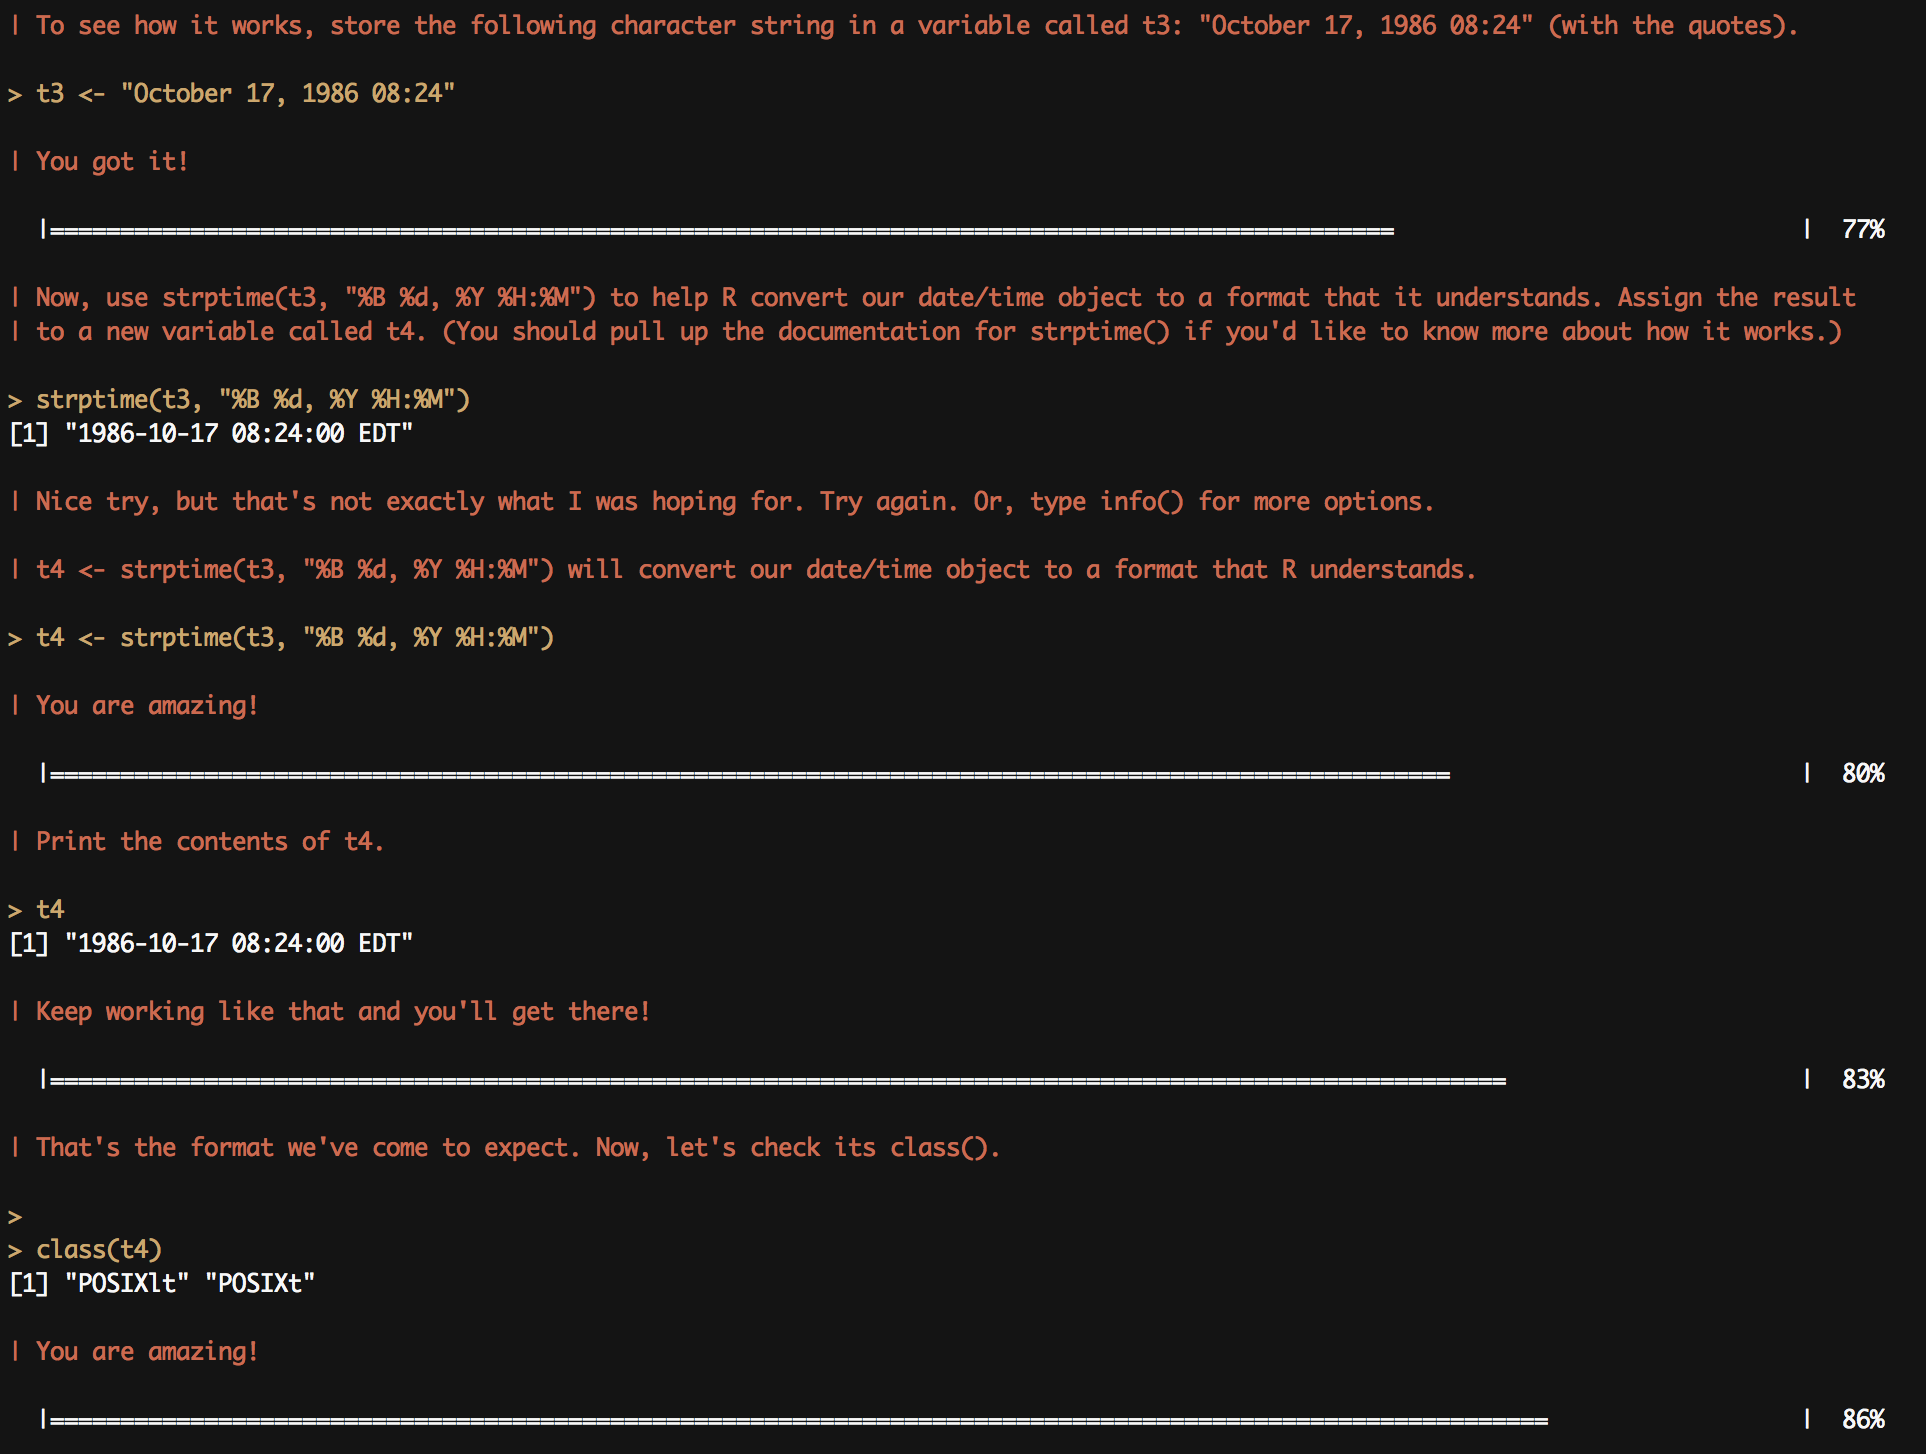 | To see how it works, store the following character string in a variable called t3: "October 17, 1986 08:24" (with the quotes).
> t3 <- "October 17, 1986 08:24"
| You got it!
|================================================================================================ | 77%
| Now, use strptime(t3, "%B %d, %Y %H:%M") to help R convert our date/time object to a format that it understands. Assign the result
| to a new variable called t4. (You should pull up the documentation for strptime() if you'd like to know more about how it works.)
> strptime(t3, "%B %d, %Y %H:%M")
[1] "1986-10-17 08:24:00 EDT"
| Nice try, but that's not exactly what I was hoping for. Try again. Or, type info() for more options.
| t4 <- strptime(t3, "%B %d, %Y %H:%M") will convert our date/time object to a format that R understands.
> t4 <- strptime(t3, "%B %d, %Y %H:%M")
| You are amazing!
|==================================================================================================== | 80%
| Print the contents of t4.
> t4
[1] "1986-10-17 08:24:00 EDT"
| Keep working like that and you'll get there!
|======================================================================================================== | 83%
| That's the format we've come to expect. Now, let's check its class().
>
> class(t4)
[1] "POSIXlt" "POSIXt"
| You are amazing!
|=========================================================================================================== | 86%